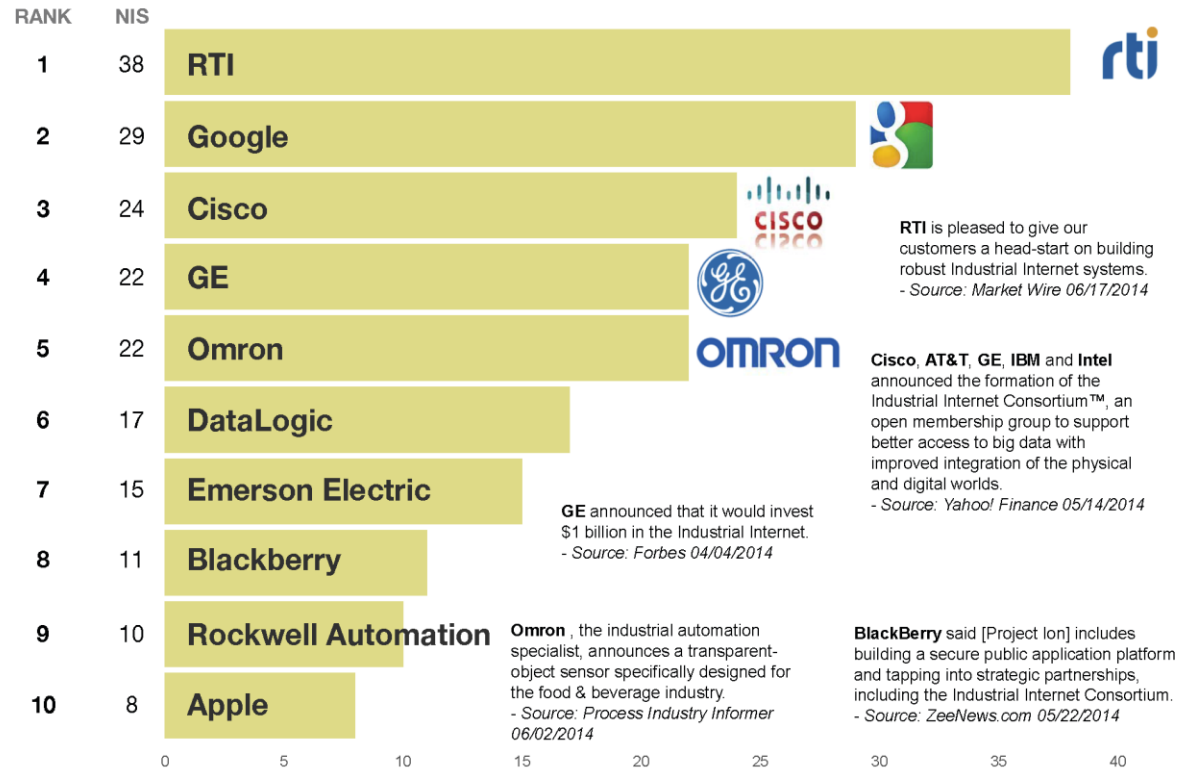 RANK NIS
1 38 RTI rti
2 29 Google g
3 24 Cisco CISCO
4 22 GE GE
5 22 Omron OMRON
6 17 DataLogic
7 15 Emerson Electric
8 11 Blackberry
9 10 Rockwell Automation
10 8 Apple
RTI is pleased to give our
customers a head-start on building
robust Industrial Internet systems.
- Source: Market Wire 06/17/2014
Cisco, AT&T, GE, IBM and Intel
announced the formation of the
Industrial Internet Consortium™, an
open membership group to support
better access to big data with
improved integration of the physical
and digital worlds.
- Source: Yahoo! Finance 05/14/2014
GE announced that it would invest
$1 billion in the Industrial Internet.
- Source: Forbes 04/04/2014
Omron , the industrial automation
specialist, announces a transparent-
object sensor specifically designed for
the food & beverage industry.
- Source: Process Industry Informer
06/02/2014
BlackBerry said [Project Ion] includes
building a secure public application platform
and tapping into strategic partnerships,
including the Industrial Internet Consortium.
- Source: ZeeNews.com 05/22/2014
0 5 10 15 20 25 30 35 40